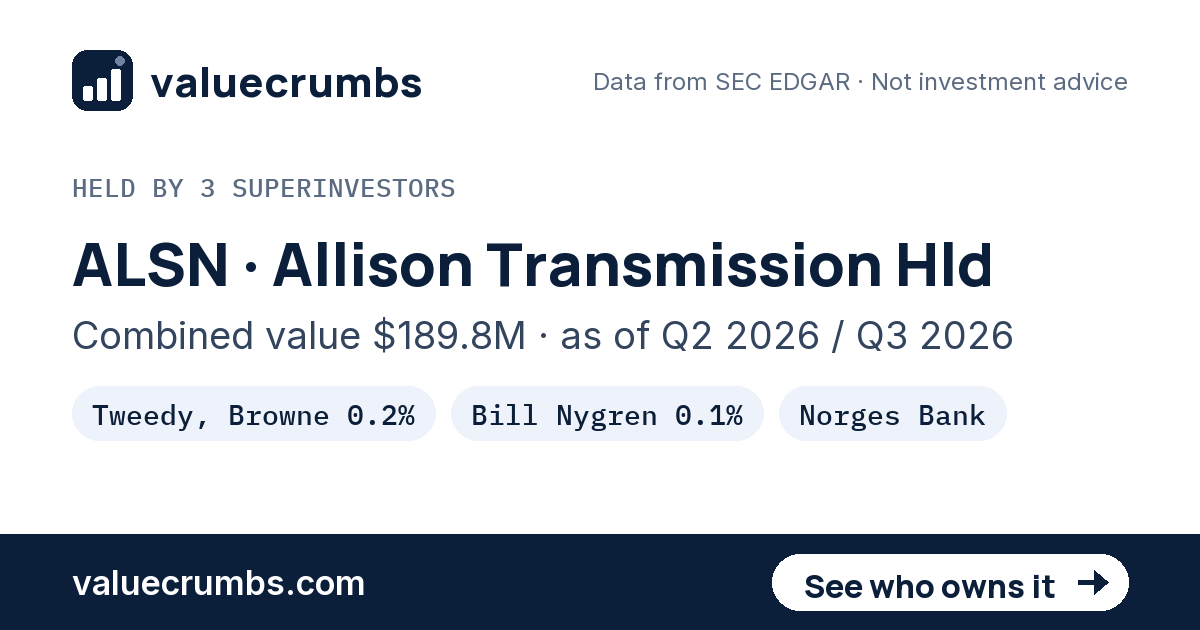 valuecrumbs
Data from SEC EDGAR · Not investment advice
HELD BY 3 SUPERINVESTORS
ALSN · Allison Transmission Hld
Combined value $189.8M · as of Q2 2026 / Q3 2026
Tweedy, Browne 0.2%
Bill Nygren 0.1%
Norges Bank
valuecrumbs.com
See who owns it →